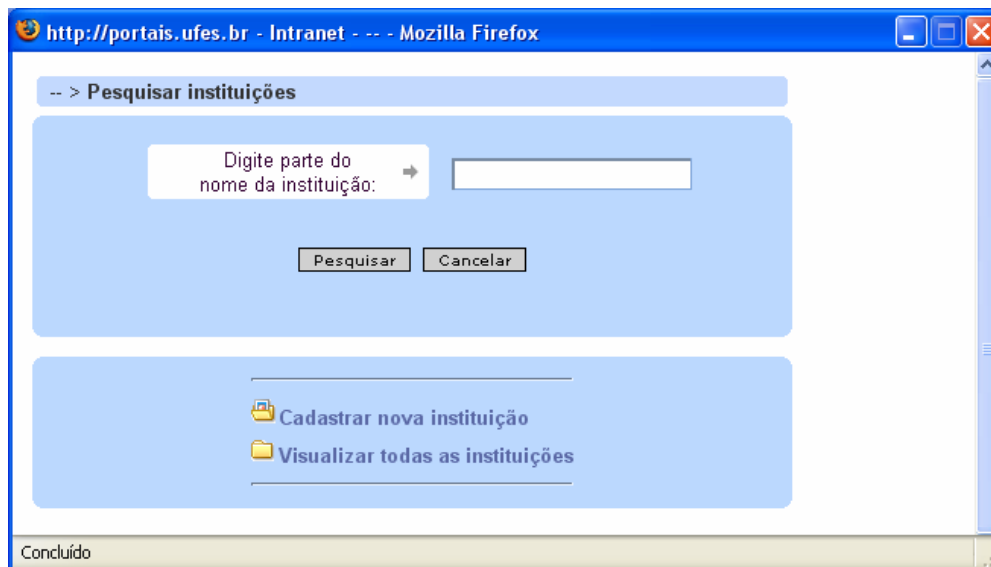 http://portais.ufes.br - Intranet - -- - Mozilla Firefox
-- > Pesquisar instituições
Digite parte do
nome da instituição:
Pesquisar Cancelar
Cadastrar nova instituição
Visualizar todas as instituições
Concluído